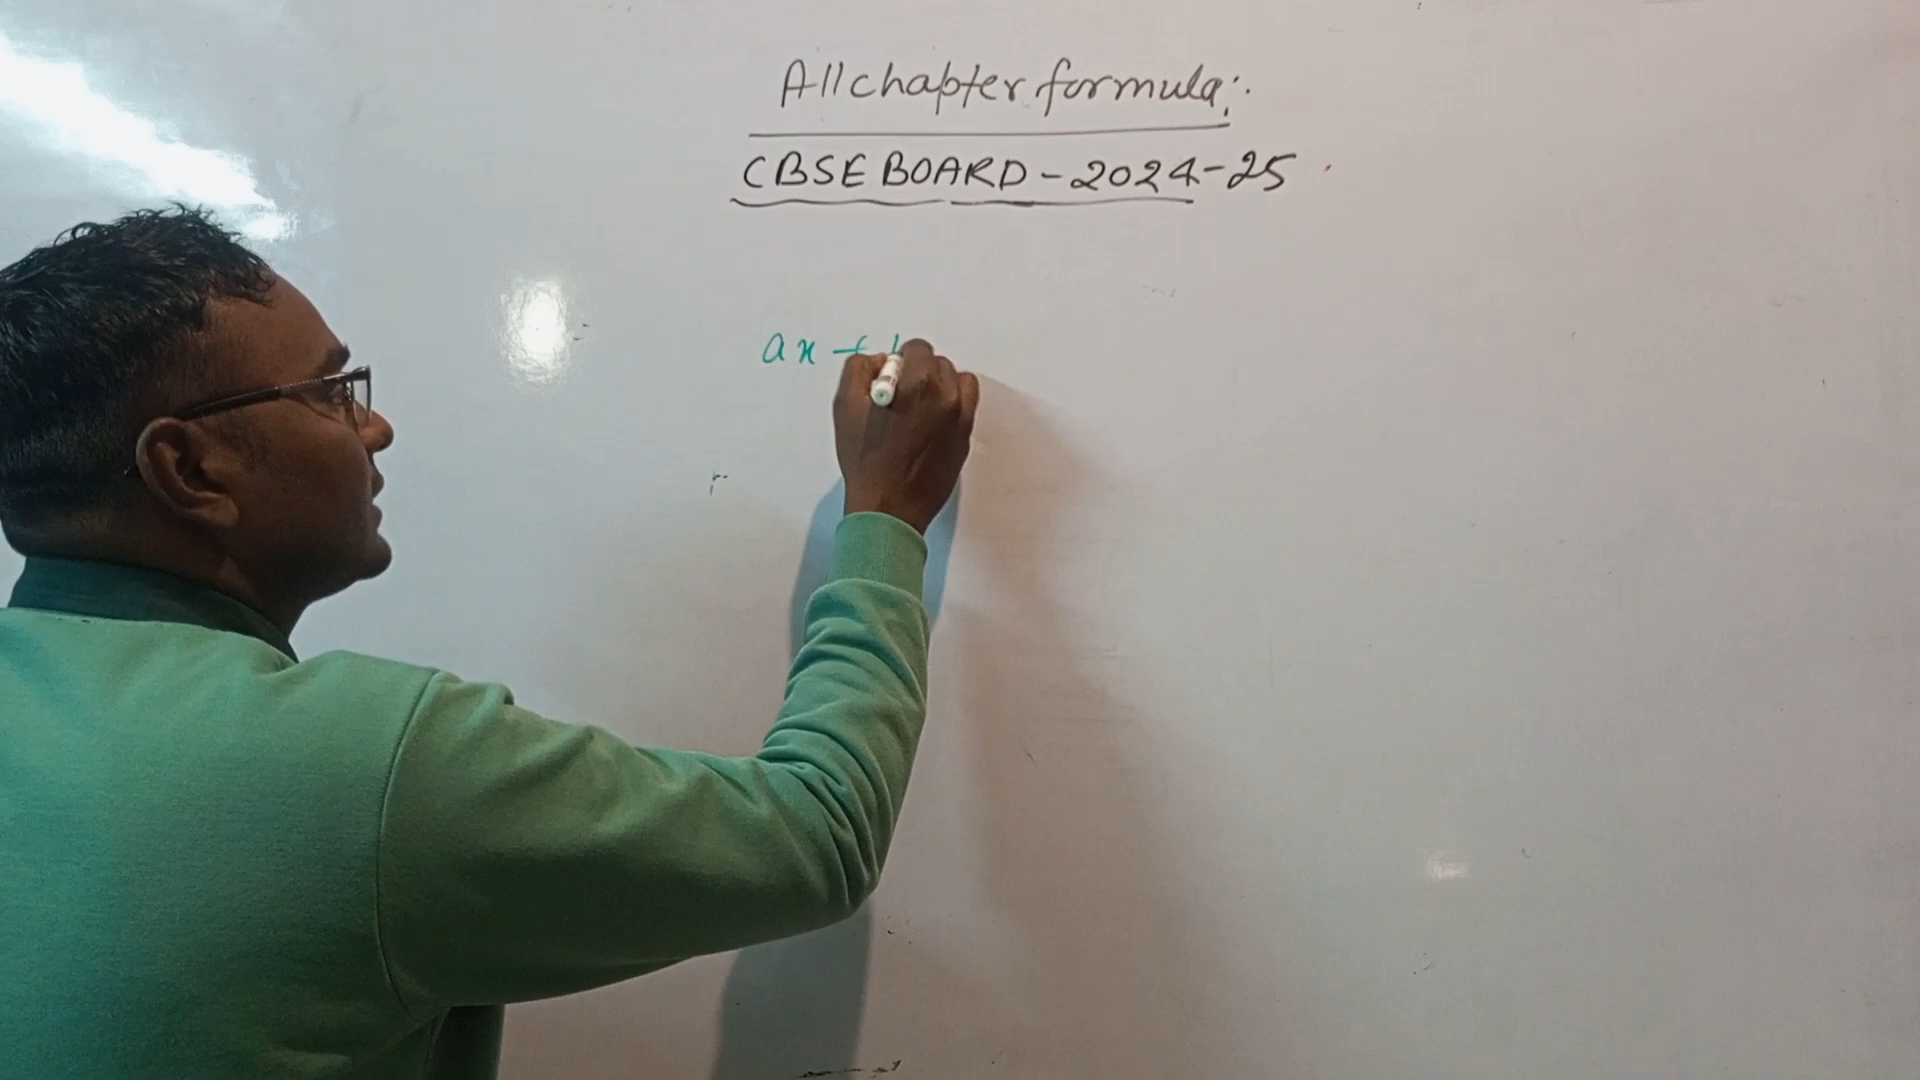 All chapter formula:
CBSE BOARD - 2024-25
ax +